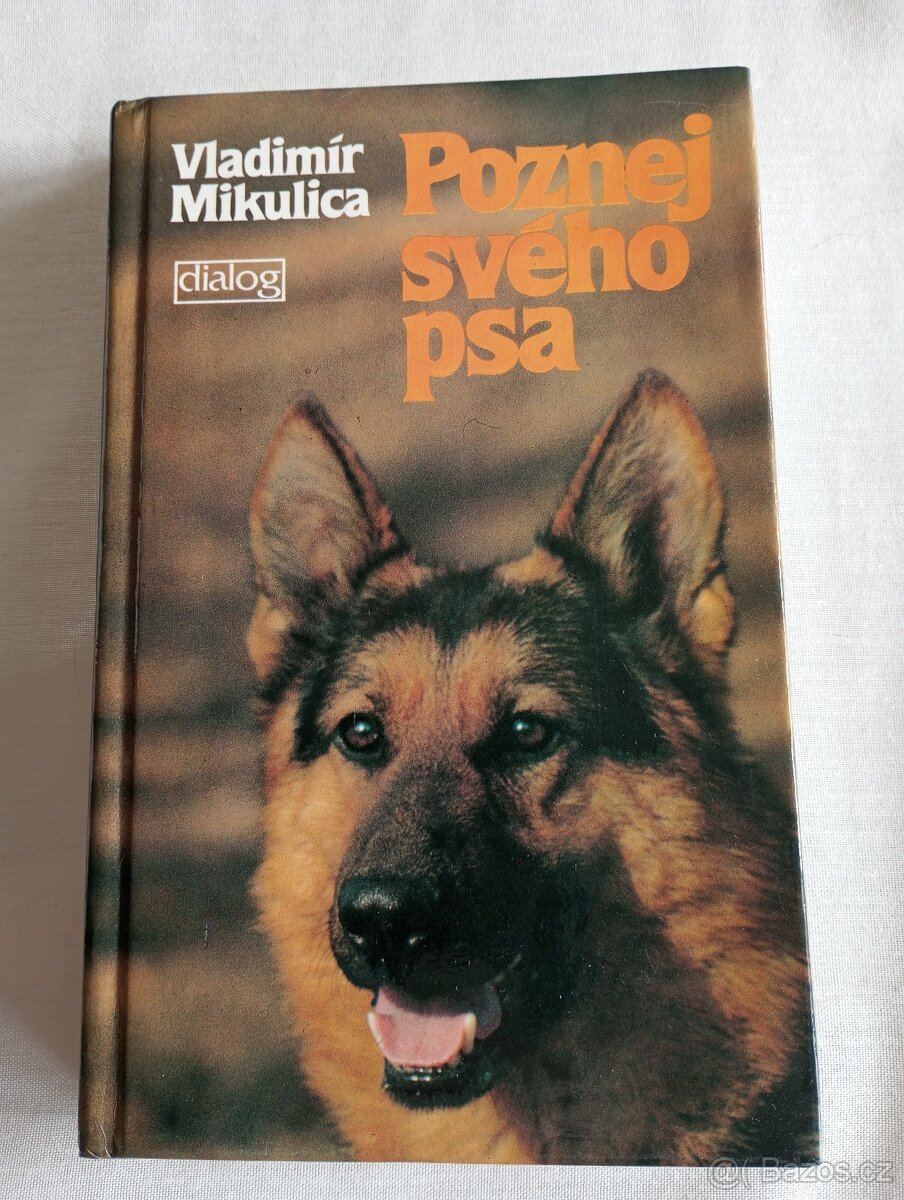 Vladimír
Mikulica
dialog
Poznej
svého
psa
Bazos.cz